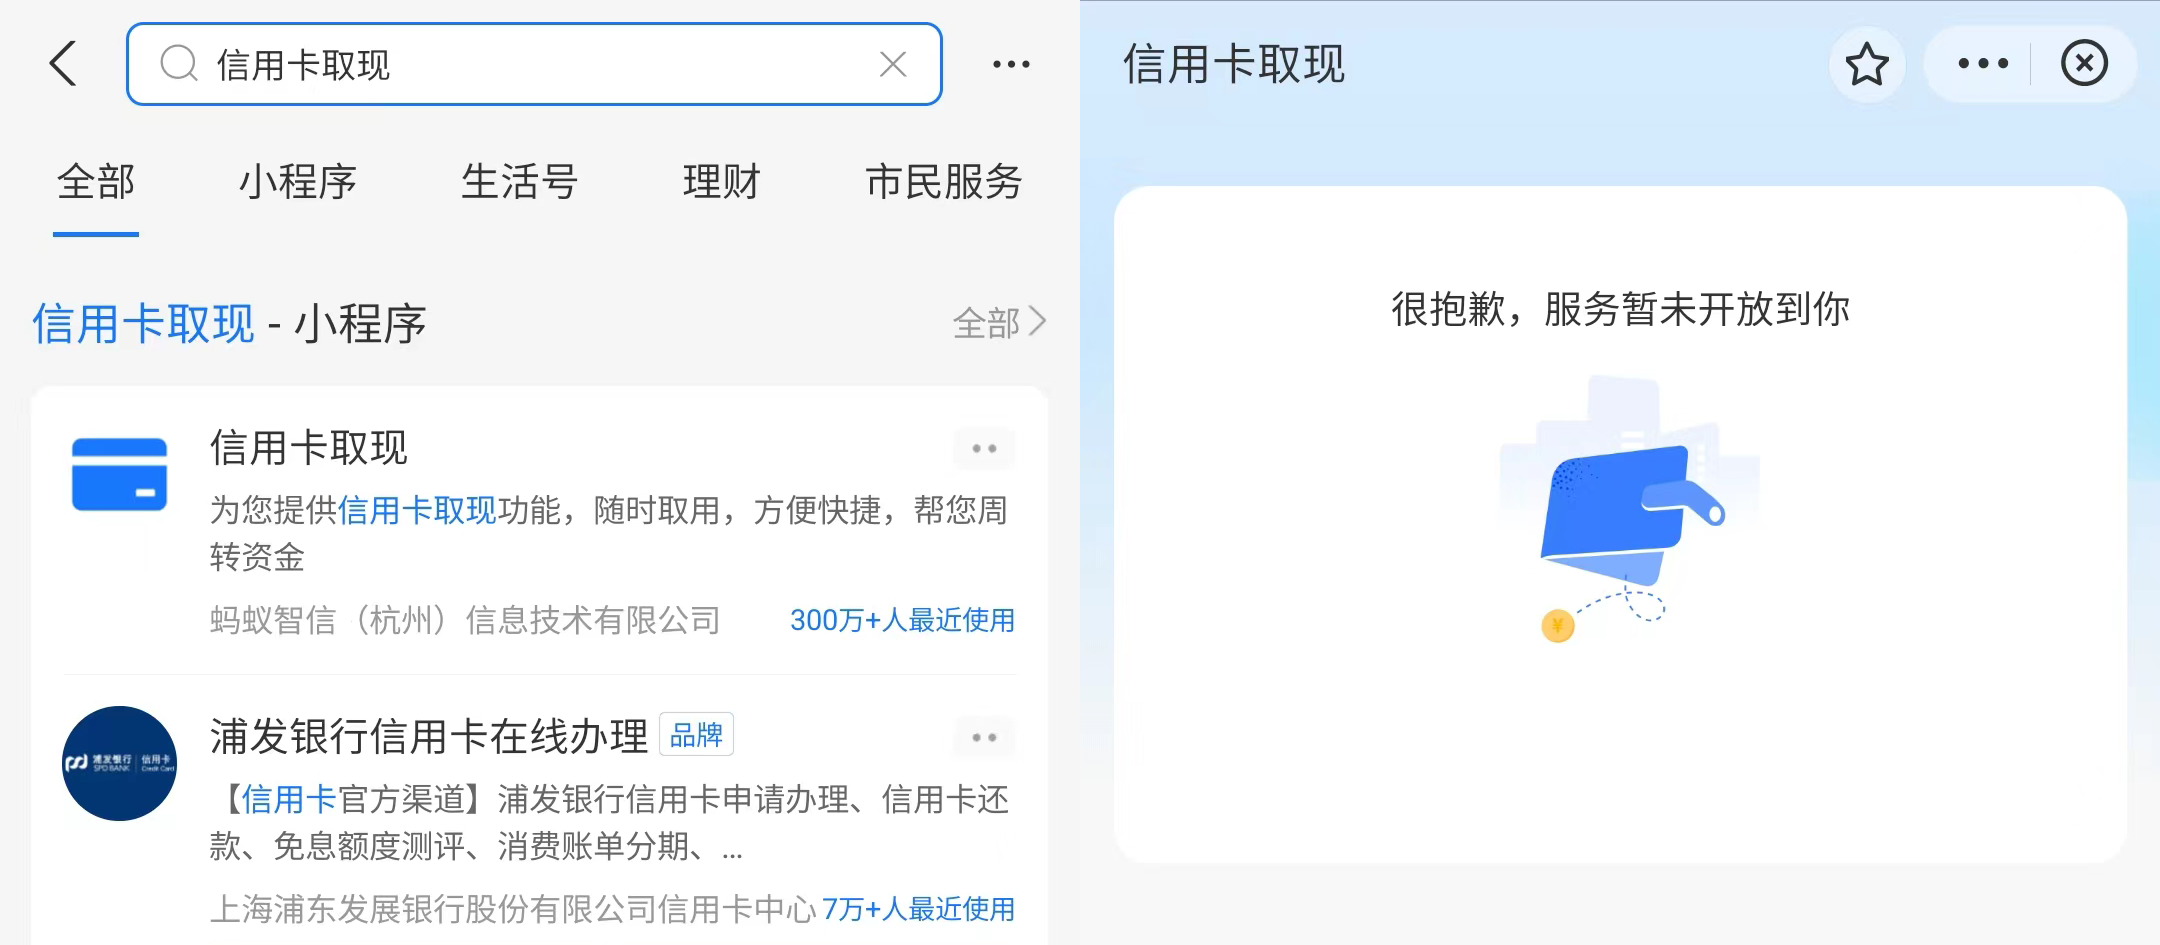 信用卡取现
全部
小程序
生活号
理财
市民服务
信用卡取现 - 小程序
全部
信用卡取现
为您提供信用卡取现功能，随时取用，方便快捷，帮您周
转资金
蚂蚁智信（杭州）信息技术有限公司
300万+人最近使用
浦发银行 信用卡
SPD BANK Credit Card
浦发银行信用卡在线办理 品牌
【信用卡官方渠道】浦发银行信用卡申请办理、信用卡还
款、免息额度测评、消费账单分期、...
上海浦东发展银行股份有限公司信用卡中心
7万+人最近使用
信用卡取现
很抱歉，服务暂未开放到你
¥